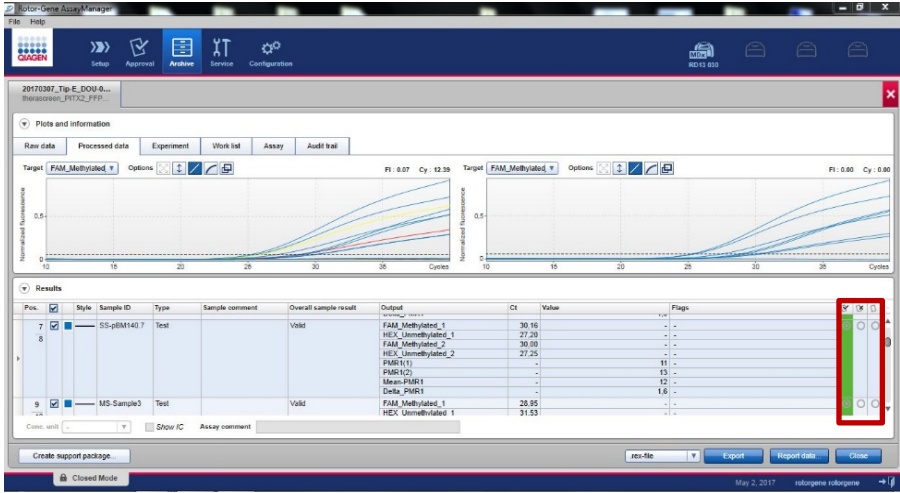 Rotor-Gene AssayManager
File Help
QIAGEN
Setup Approval Archive Service Configuration
MDx
RD13 030
20170307_Tip-E_DOU-0...
therascreen_PITX2_FFP...
Plots and information
Raw data Processed data Experiment Work list Assay Audit trail
Target FAM_Methylated_ Options Fl : 0.07 Cy : 12.39 Target FAM_Methylated_ Options Fl : 0.00 Cy : 0.00
Normalized fluorescence 0,5 0 10 15 20 25 30 35 Cycles
Normalized fluorescence 0,5 0 10 15 20 25 30 35 Cycles
Results
Pos. Style Sample ID Type Sample comment Overall sample result Output Ct Value Flags
7 SS-pBM140.7 Test Valid FAM_Methylated_1 30,16 - -
8 HEX_Unmethylated_1 27,20 - -
FAM_Methylated_2 30,00 - -
HEX_Unmethylated_2 27,25 - -
PMR1(1) - 11 -
PMR1(2) - 13 -
Mean-PMR1 - 12 -
Delta_PMR1 - 1,6 -
9 MS-Sample3 Test Valid FAM_Methylated_1 28,95 - -
HEX_Unmethylated_1 31,53 - -
Conc. unit - Show IC Assay comment
Create support package... .rex-file Export Report data... Close
Closed Mode May 2, 2017 rotorgene rotorgene